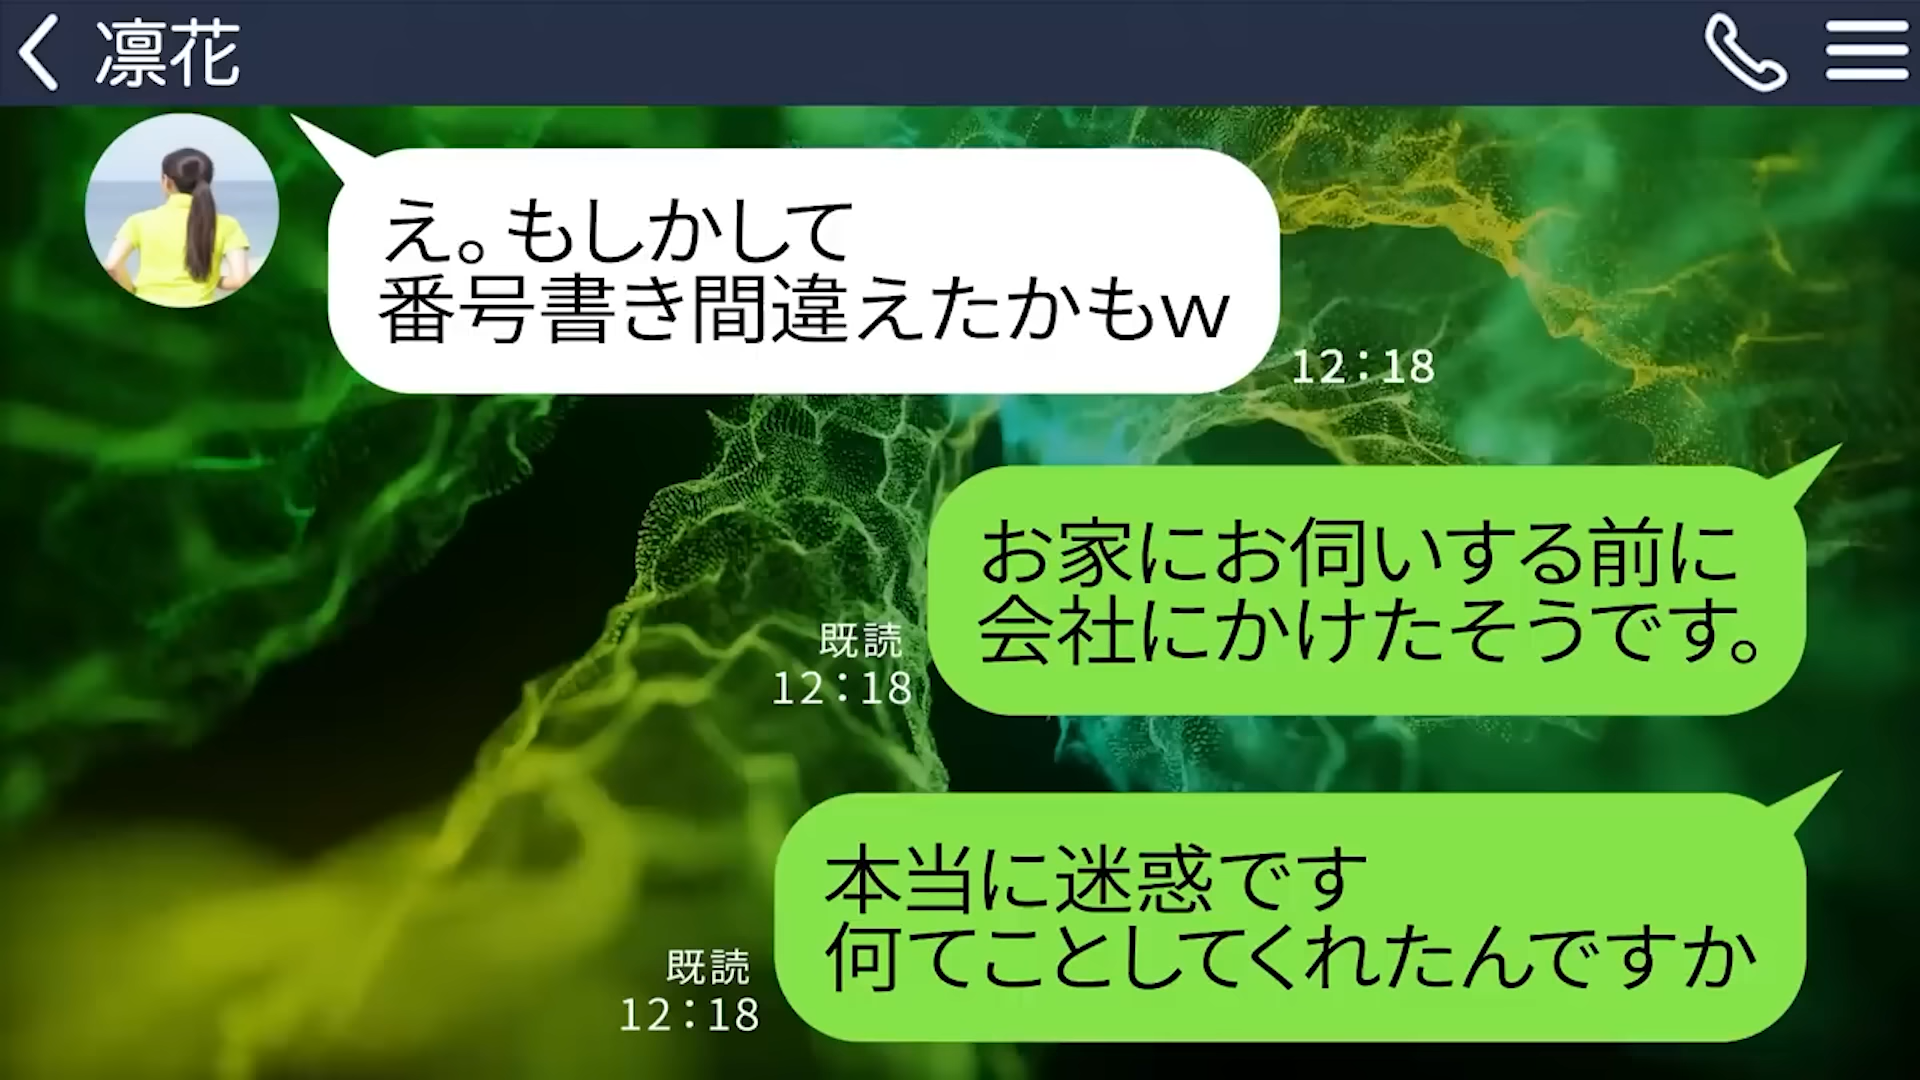 凛花
え。もしかして
番号書き間違えたかもw
12:18
お家にお伺いする前に
会社にかけたそうです。
既読
12:18
本当に迷惑です
何てことしてくれたんですか
既読
12:18